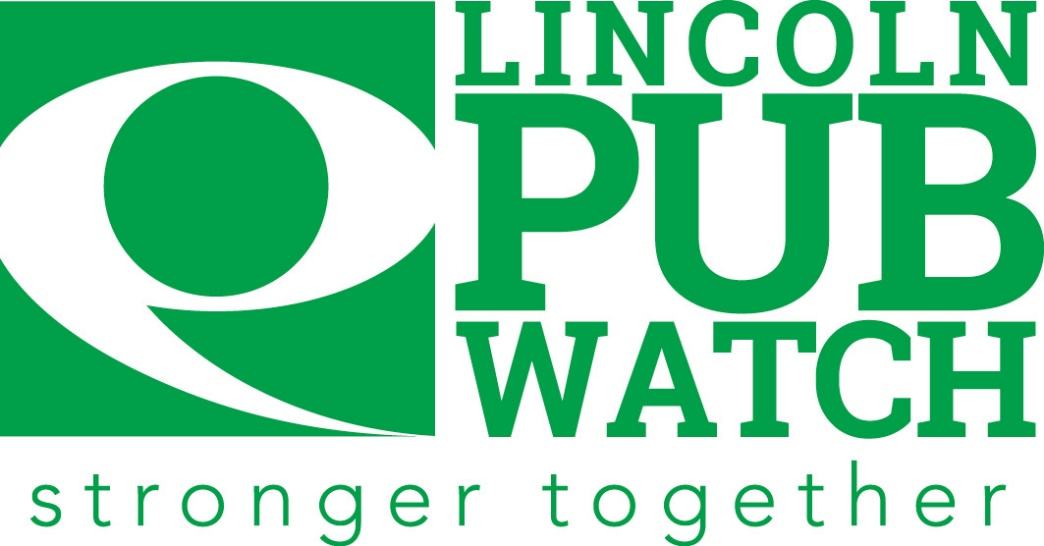 LINCOLN
PUB
WATCH
stronger together